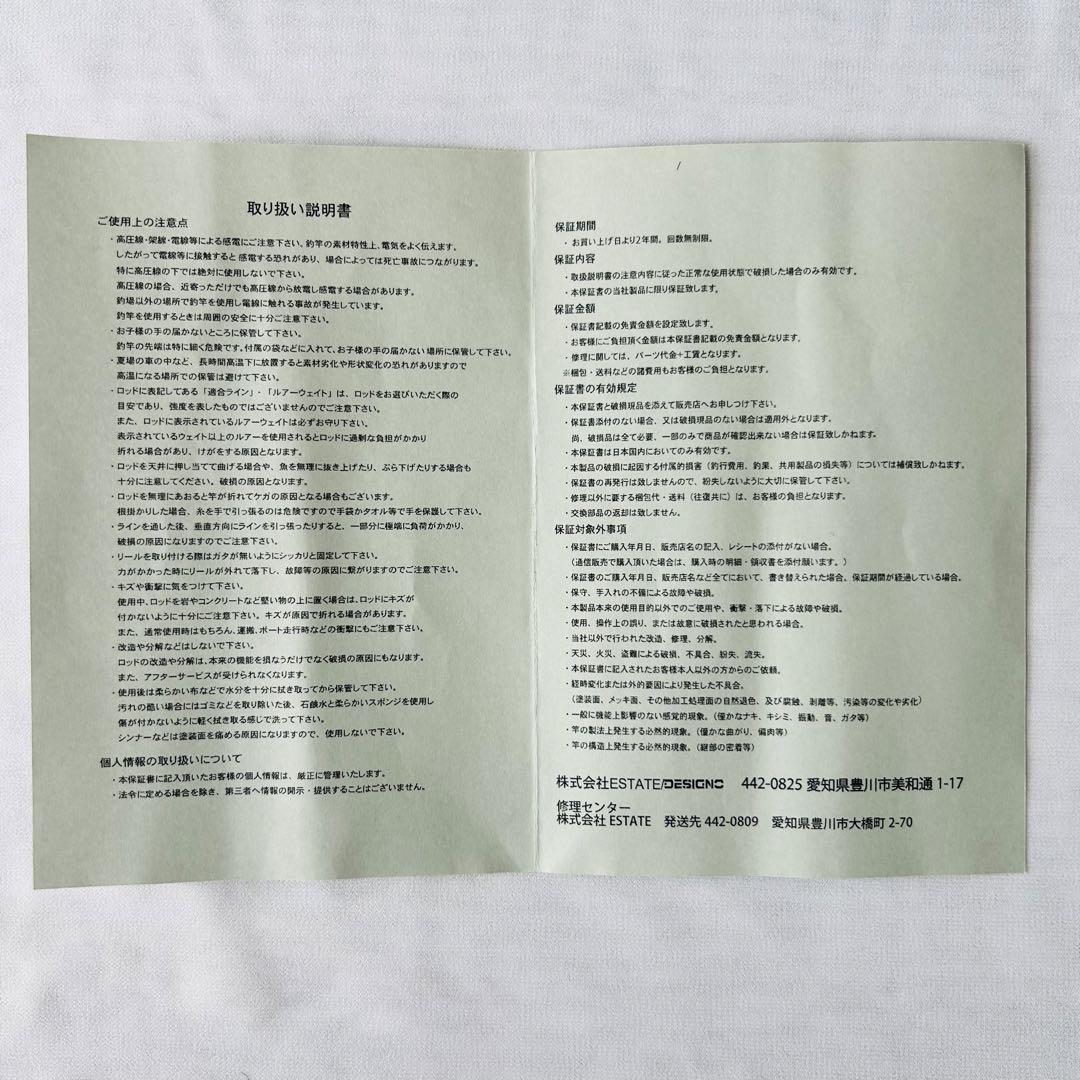 取り扱い説明書
ご使用上の注意点
・高圧線・架線・電線等による感電にご注意下さい。釣竿の素材特性上、電気をよく伝えます。
したがって電線等に接触すると感電する恐れがあり、場合によっては死亡事故につながります。
特に高圧線の下では絶対に使用しないで下さい。
高圧線の場合、近寄っただけでも高圧線から放電し感電する場合があります。
釣場以外の場所で釣竿を使用し電線に触れる事故が発生しています。
釣竿を使用するときは周囲の安全に十分ご注意下さい。
・お子様の手の届かないところに保管して下さい。
釣竿の先端は特に細く危険です。付属の袋などに入れて、お子様の手の届かない場所に保管して下さい。
・夏場の車の中など、長時間高温下に放置すると素材劣化や形状変化の恐れがありますので
高温になる場所での保管は避けて下さい。
・ロッドに表記してある「適合ライン」・「ルアーウェイト」は、ロッドをお選びいただく際の
目安であり、強度を表したものではございませんのでご注意下さい。
また、ロッドに表示されているルアーウェイトは必ずお守り下さい。
表示されているウェイト以上のルアーを使用されるとロッドに過剰な負担がかかり
折れる場合があり、けがをする原因となります。
・ロッドを天井に押し当てて曲げる場合や、魚を無理に抜き上げたり、ぶら下げたりする場合も
十分に注意してください。破損の原因となります。
・ロッドを無理にあおると竿が折れてケガの原因となる場合もございます。
根掛かりした場合、糸を手で引っ張るのは危険ですので手袋かタオル等で手を保護して下さい。
・ラインを通した後、垂直方向にラインを引っ張ったりすると、一部分に極端に負荷がかかり、
破損の原因になりますのでご注意下さい。
・リールを取り付ける際はガタが無いようにシッカリと固定して下さい。
力がかかった時にリールが外れて落下し、故障等の原因に繋がりますのでご注意下さい。
・キズや衝撃に気をつけて下さい。
使用中、ロッドを岩やコンクリートなど堅い物の上に置く場合は、ロッドにキズが
付かないように十分にご注意下さい。キズが原因で折れる場合があります。
また、通常使用時はもちろん、運搬、ボート走行時などの衝撃にもご注意下さい。
・改造や分解などはしないで下さい。
ロッドの改造や分解は、本来の機能を損なうだけでなく破損の原因にもなります。
また、アフターサービスが受けられなくなります。
・使用後は柔らかい布などで水分を十分に拭き取ってから保管して下さい。
汚れの酷い場合にはゴミなどを取り除いた後、石鹸水と柔らかいスポンジを使用し
傷が付かないように軽く拭き取る感じで洗って下さい。
シンナーなどは塗装面を痛める原因になりますので、使用しないで下さい。
個人情報の取り扱いについて
・本保証書に記入頂いたお客様の個人情報は、厳正に管理いたします。
・法令に定める場合を除き、第三者へ情報の開示・提供することはございません。
/
保証期間
・お買い上げ日より2年間。回数無制限。
保証内容
・取扱説明書の注意内容に従った正常な使用状態で破損した場合のみ有効です。
・本保証書の当社製品に限り保証致します。
保証金額
・保証書記載の免責金額を設定致します。
・お客様にご負担頂く金額は本保証書記載の免責金額となります。
・修理に関しては、パーツ代金＋工賃となります。
※梱包・送料などの諸費用もお客様のご負担となります。
保証書の有効規定
・本保証書と破損現品を添えて販売店へお申しつけ下さい。
・保証書添付のない場合、又は破損現品のない場合は適用外となります。
尚、破損品は全て必要、一部のみで商品が確認出来ない場合は保証致しかねます。
・本保証書は日本国内においてのみ有効です。
・本製品の破損に起因する付属的損害（釣行費用、釣果、共用製品の損失等）については補償致しかねます。
・保証書の再発行は致しませんので、紛失しないように大切に保管して下さい。
・修理以外に要する梱包代・送料（往復共に）は、お客様の負担となります。
・交換部品の返却は致しません。
保証対象外事項
・保証書にご購入年月日、販売店名の記入、レシートの添付がない場合。
（通信販売で購入頂いた場合は、購入時の明細・領収書を添付願います。）
・保証書のご購入年月日、販売店名など全てにおいて、書き替えられた場合、保証期間が経過している場合。
・保守、手入れの不備による故障や破損。
・本製品本来の使用目的以外でのご使用や、衝撃・落下による故障や破損。
・使用、操作上の誤り、または故意に破損されたと思われる場合。
・当社以外で行われた改造、修理、分解。
・天災、火災、盗難による破損、不具合、紛失、流失。
・本保証書に記入されたお客様本人以外の方からのご依頼。
・経時変化または外的要因により発生した不具合。
（塗装面、メッキ面、その他加工処理面の自然退色、及び腐蝕、剥離等、汚染等の変化や劣化）
・一般に機能上影響のない感覚的現象。（僅かなナキ、キシミ、振動、音、ガタ等）
・竿の製法上発生する必然的現象。（僅かな曲がり、偏肉等）
・竿の構造上発生する必然的現象。（継部の密着等）
株式会社ESTATE/DESIGNO 442-0825 愛知県豊川市美和通 1-17
修理センター
株式会社 ESTATE 発送先 442-0809 愛知県豊川市大橋町 2-70